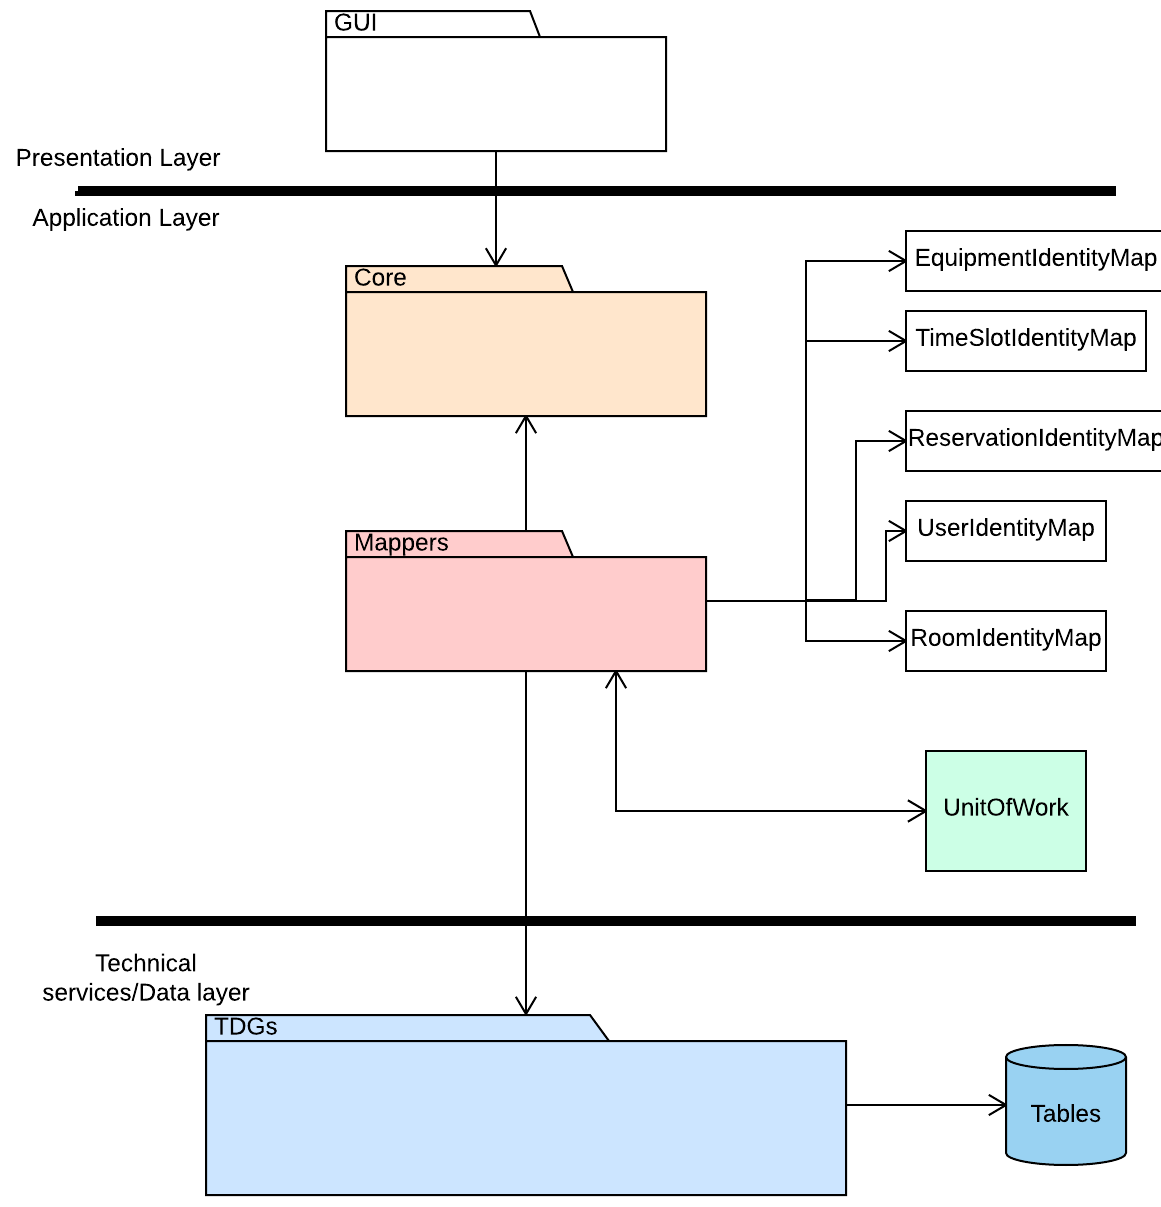 GUI
Presentation Layer
Application Layer
Core
EquipmentIdentityMap
TimeSlotIdentityMap
ReservationIdentityMap
Mappers
UserIdentityMap
RoomIdentityMap
UnitOfWork
Technical
services/Data layer
TDGs
Tables